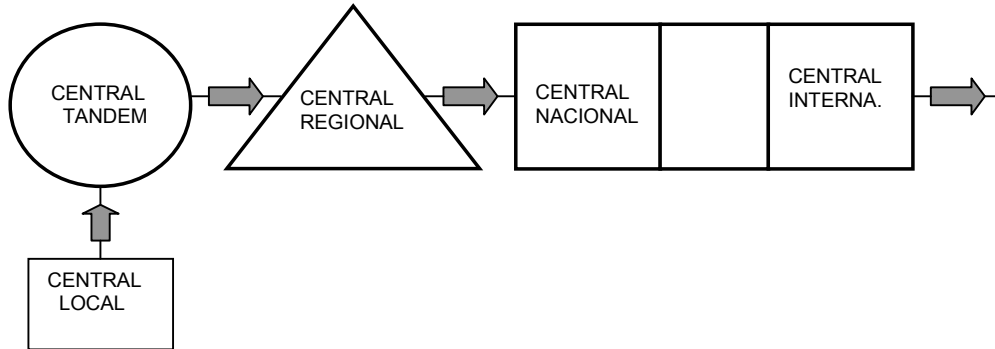 CENTRAL
TANDEM
CENTRAL
REGIONAL
CENTRAL
NACIONAL
CENTRAL
INTERNA.
CENTRAL
LOCAL